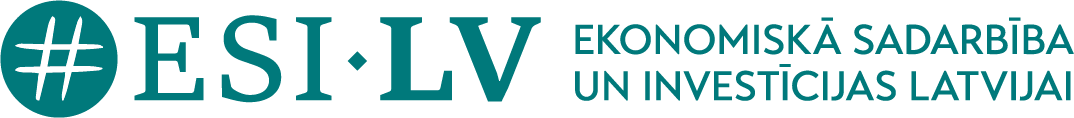 #ESI·LV
EKONOMISKĀ SADARBĪBA
UN INVESTĪCIJAS LATVIJAI